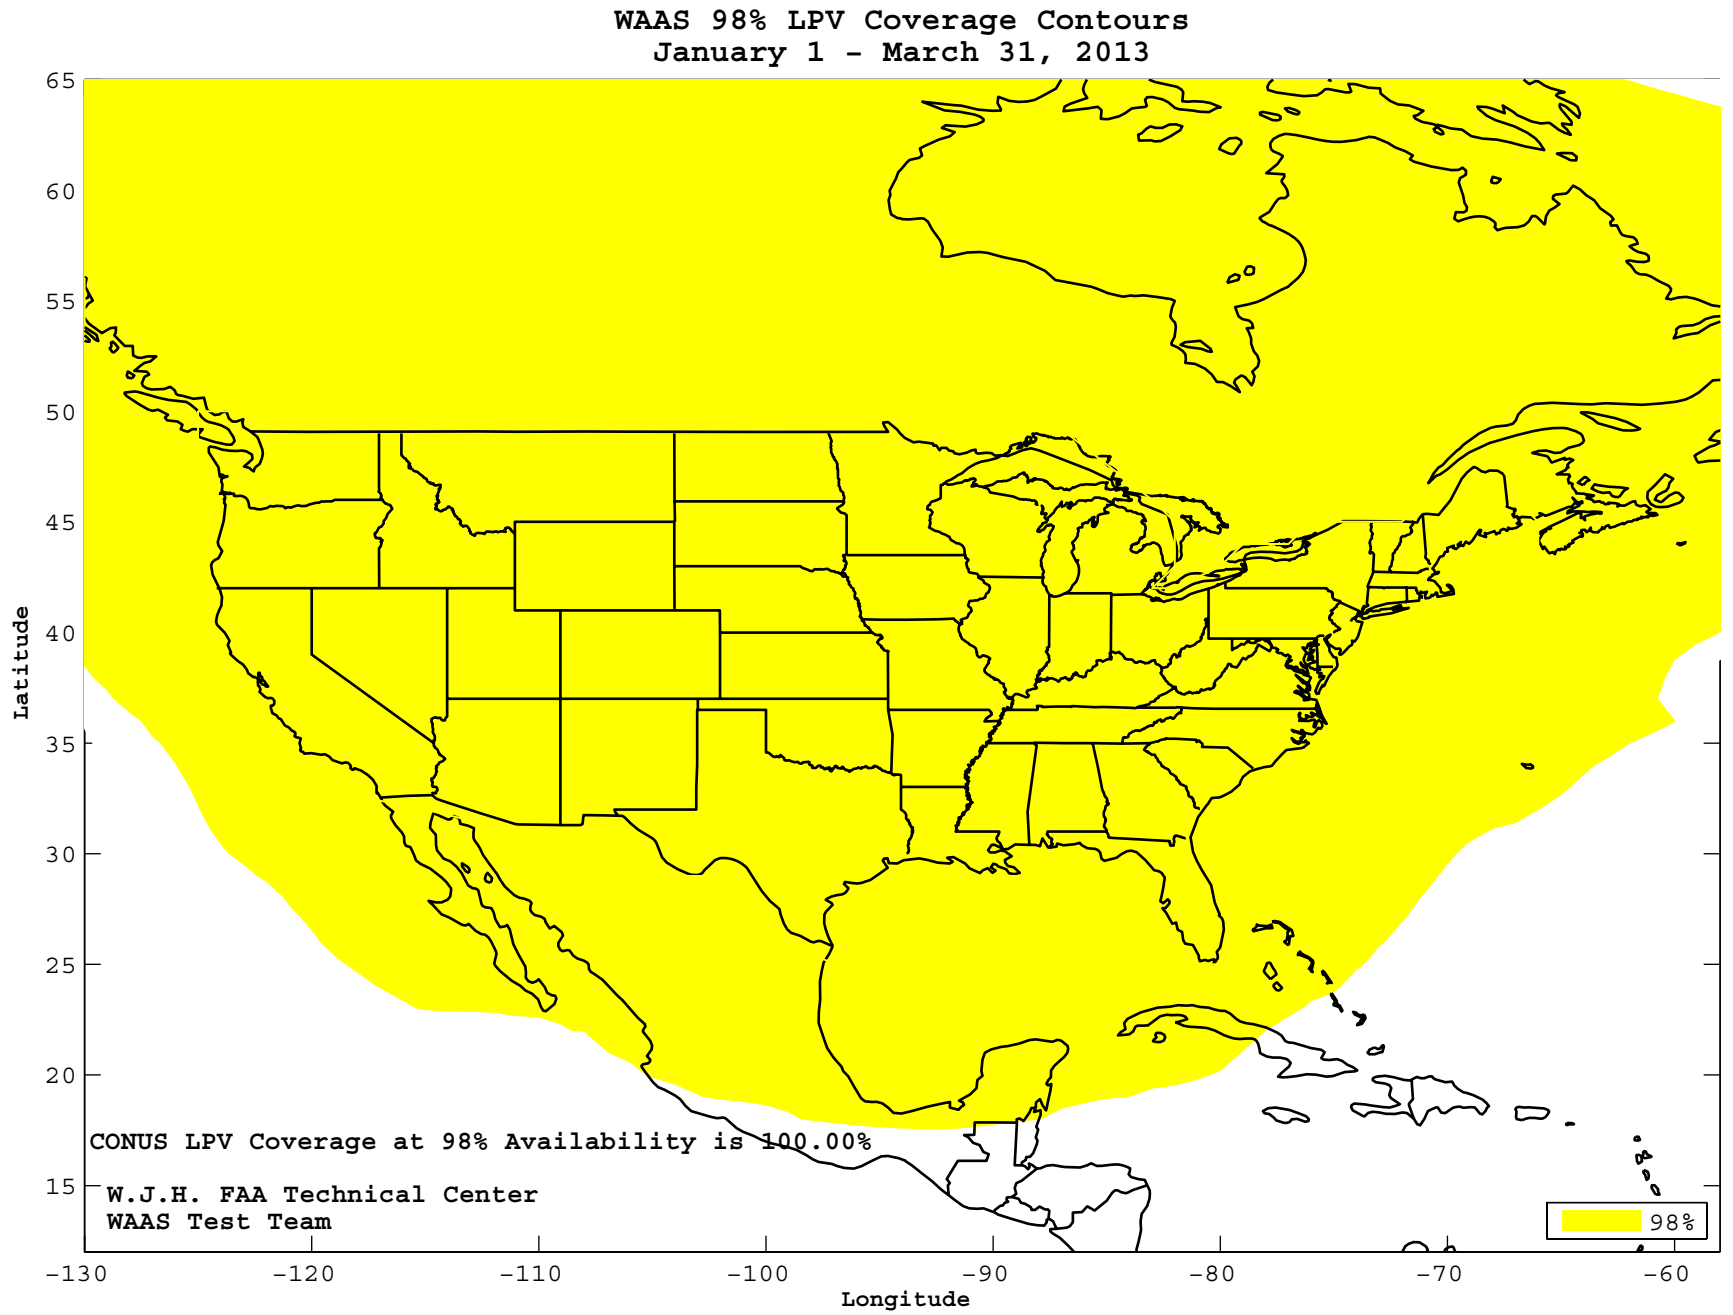 WAAS 98% LPV Coverage Contours
January 1 - March 31, 2013
65
60
55
50
45
40
35
30
25
20
15
Latitude
CONUS LPV Coverage at 98% Availability is 100.00%
W.J.H. FAA Technical Center
WAAS Test Team
98%
-130 -120 -110 -100 -90 -80 -70 -60
Longitude